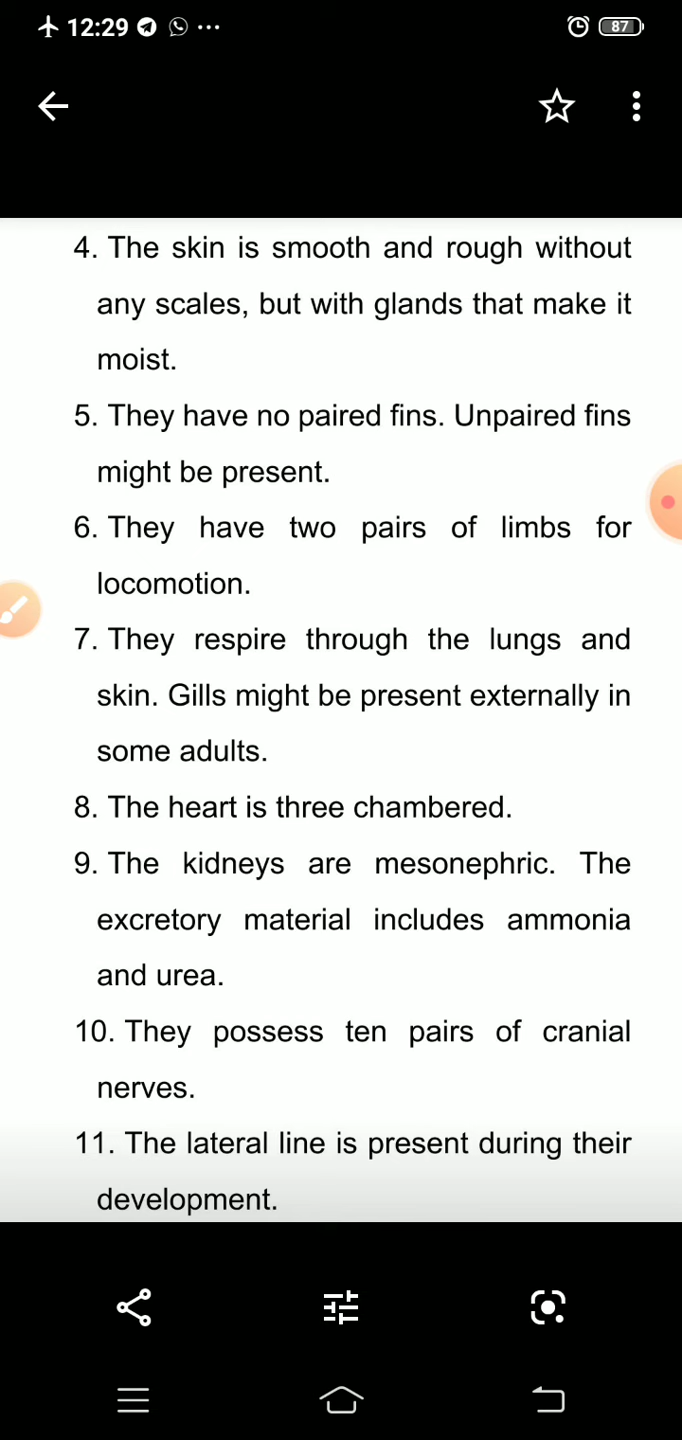 12:29
87
4. The skin is smooth and rough without
any scales, but with glands that make it
moist.
5. They have no paired fins. Unpaired fins
might be present.
6. They have two pairs of limbs for
locomotion.
7. They respire through the lungs and
skin. Gills might be present externally in
some adults.
8. The heart is three chambered.
9. The kidneys are mesonephric. The
excretory material includes ammonia
and urea.
10. They possess ten pairs of cranial
nerves.
11. The lateral line is present during their
development.